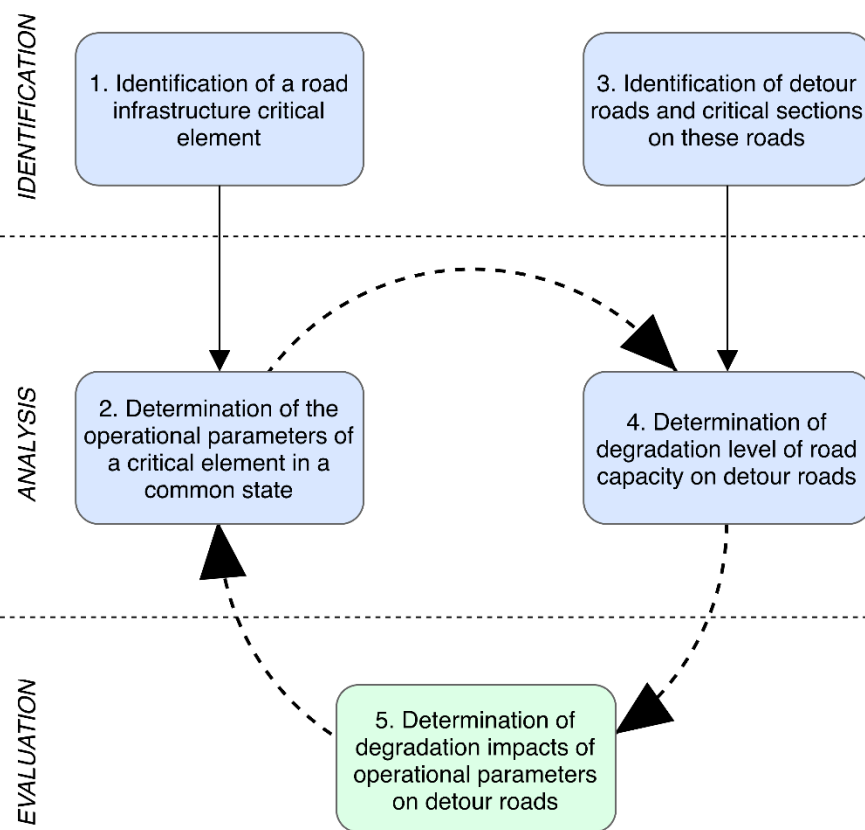 IDENTIFICATION
1. Identification of a road
infrastructure critical
element
3. Identification of detour
roads and critical sections
on these roads
ANALYSIS
2. Determination of the
operational parameters of
a critical element in a
common state
4. Determination of
degradation level of road
capacity on detour roads
EVALUATION
5. Determination of
degradation impacts of
operational parameters
on detour roads